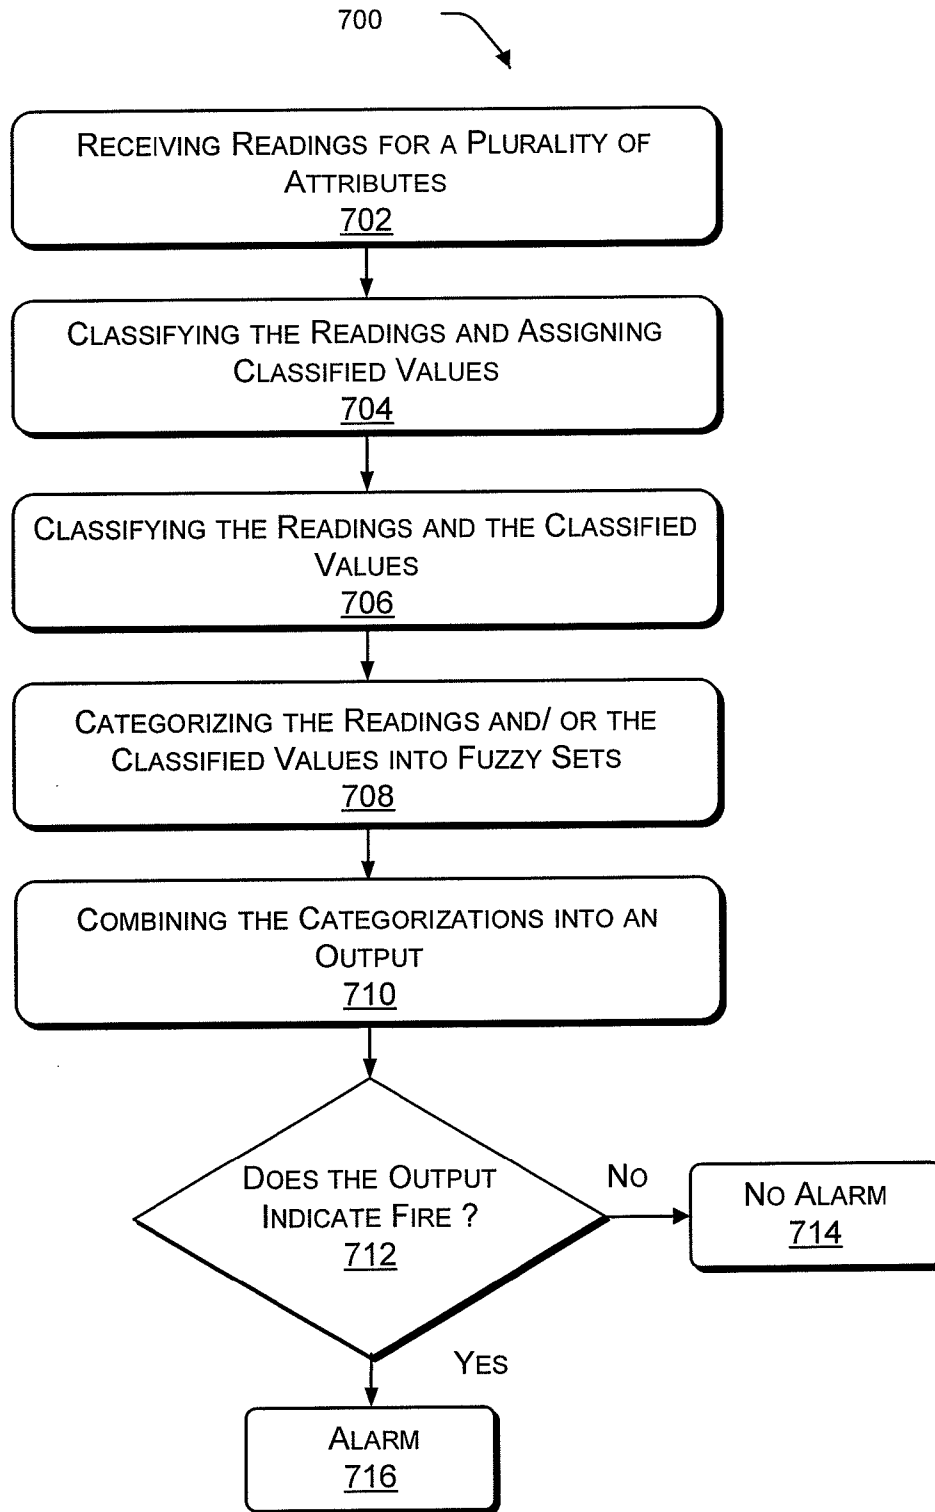 700
RECEIVING READINGS FOR A PLURALITY OF
ATTRIBUTES
702
CLASSIFYING THE READINGS AND ASSIGNING
CLASSIFIED VALUES
704
CLASSIFYING THE READINGS AND THE CLASSIFIED
VALUES
706
CATEGORIZING THE READINGS AND/ OR THE
CLASSIFIED VALUES INTO FUZZY SETS
708
COMBINING THE CATEGORIZATIONS INTO AN
OUTPUT
710
DOES THE OUTPUT
INDICATE FIRE ?
712
NO
NO ALARM
714
YES
ALARM
716